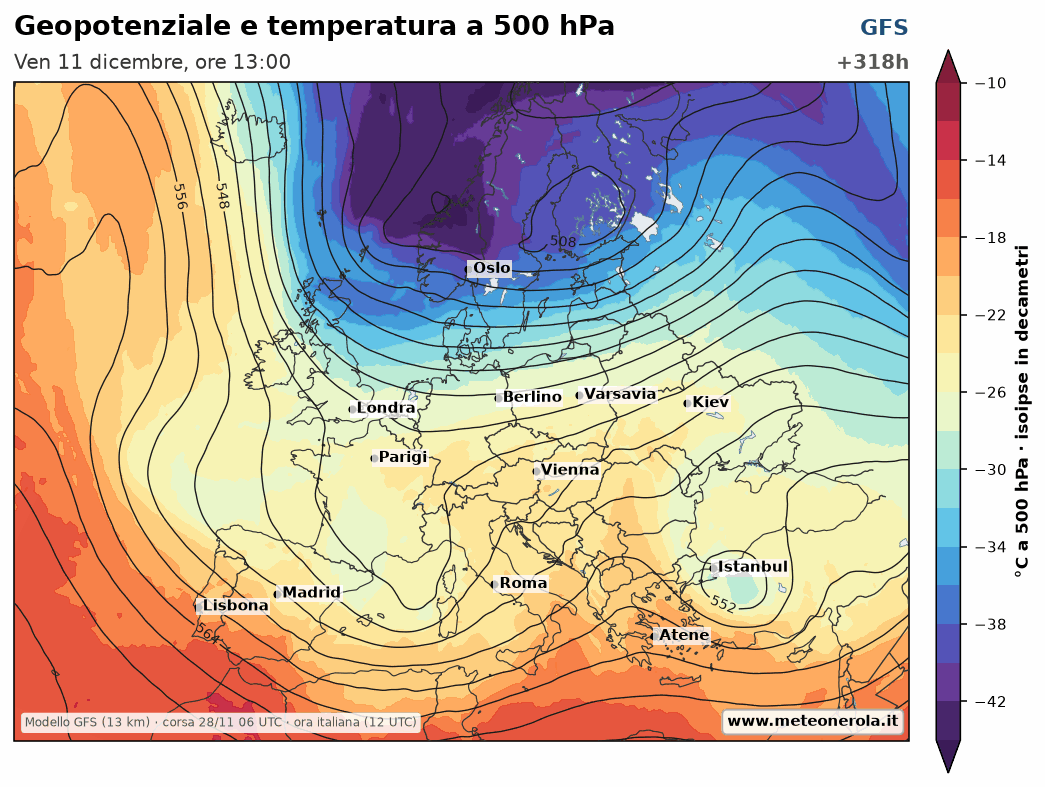 Geopotenziale e temperatura a 500 hPa
GFS
Ven 11 dicembre, ore 13:00
+318h
556
548
508
Oslo
Berlino
Varsavia
Kiev
Londra
Parigi
Vienna
Istanbul
Roma
Madrid
Lisbona
552
564
Atene
Modello GFS (13 km) · corsa 28/11 06 UTC · ora italiana (12 UTC)
www.meteonerola.it
−10
−14
−18
−22
−26
−30
−34
−38
−42
°C a 500 hPa · isoipse in decametri